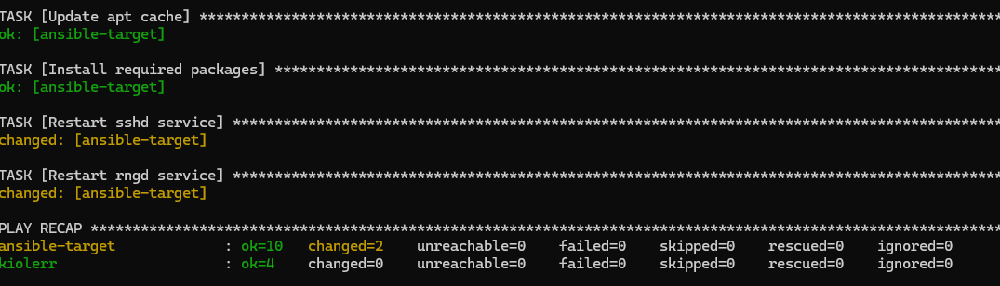 TASK [Update apt cache] ************************************************************************************************
ok: [ansible-target]
TASK [Install required packages] ***************************************************************************************
ok: [ansible-target]
TASK [Restart sshd service] ********************************************************************************************
changed: [ansible-target]
TASK [Restart rngd service] ********************************************************************************************
changed: [ansible-target]
PLAY RECAP *************************************************************************************************************
ansible-target : ok=10 changed=2 unreachable=0 failed=0 skipped=0 rescued=0 ignored=0
kiolerr : ok=4 changed=0 unreachable=0 failed=0 skipped=0 rescued=0 ignored=0